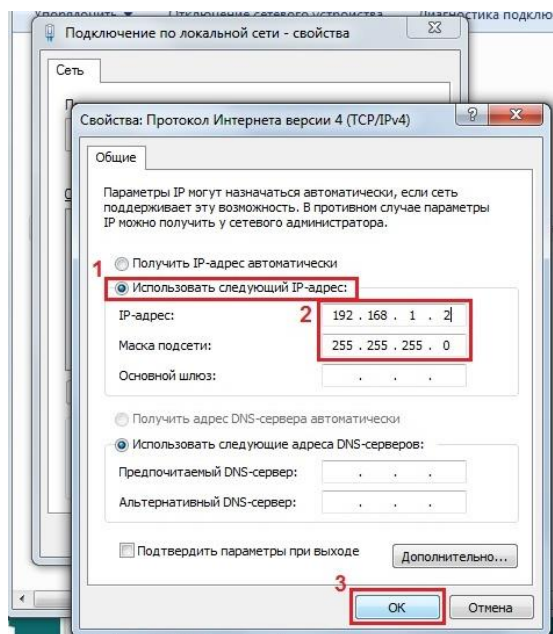 Упорядочить Отключение сетевого устройства Диагностика подклю
Подключение по локальной сети - свойства
Сеть
Свойства: Протокол Интернета версии 4 (TCP/IPv4)
Общие
Параметры IP могут назначаться автоматически, если сеть
поддерживает эту возможность. В противном случае параметры
IP можно получить у сетевого администратора.
Получить IP-адрес автоматически
1
Использовать следующий IP-адрес:
IP-адрес: 2 192 . 168 . 1 . 2
Маска подсети: 255 . 255 . 255 . 0
Основной шлюз: . . .
Получить адрес DNS-сервера автоматически
Использовать следующие адреса DNS-серверов:
Предпочитаемый DNS-сервер: . . .
Альтернативный DNS-сервер: . . .
Подтвердить параметры при выходе Дополнительно...
3
ОК Отмена